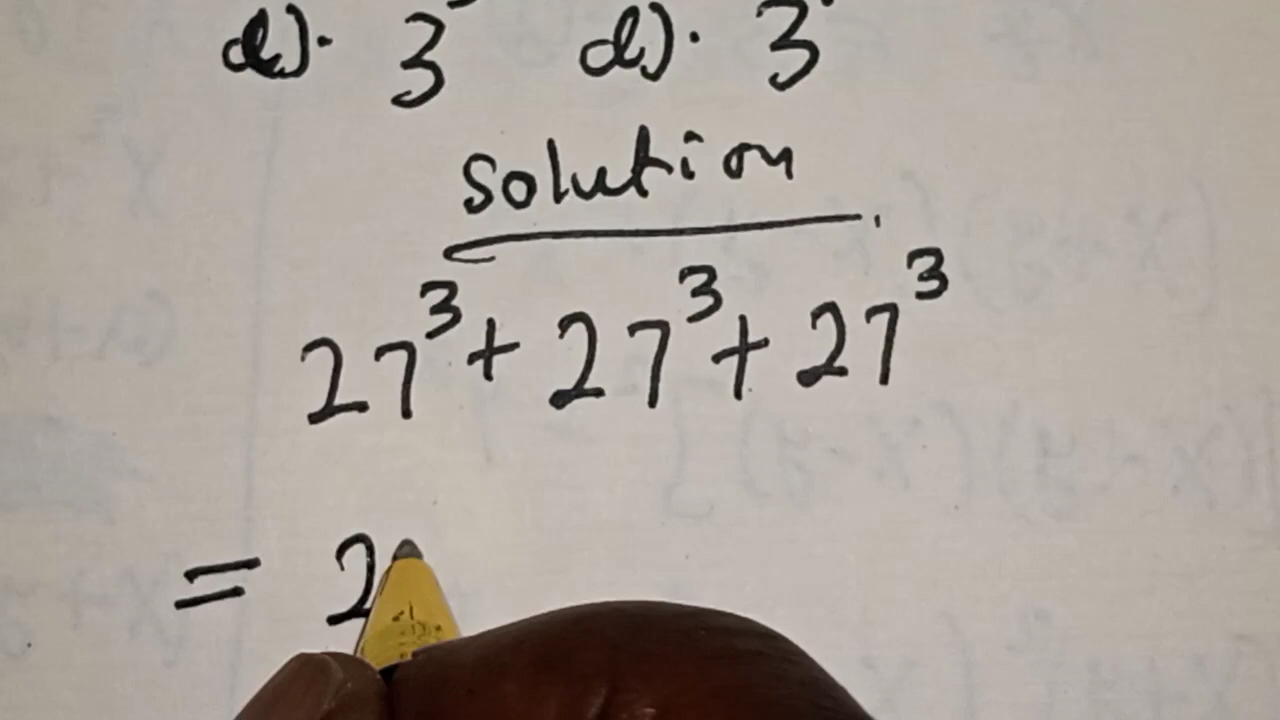 d). 3 d). 3
Solution
27³ + 27³ + 27³
= 2